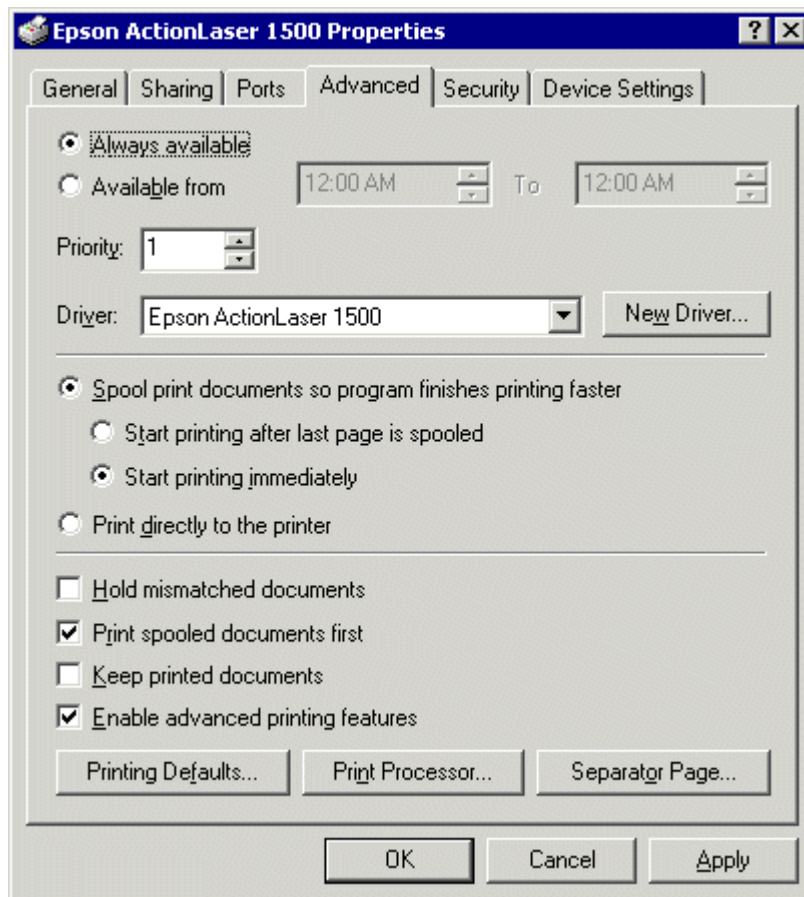 Epson ActionLaser 1500 Properties
General Sharing Ports Advanced Security Device Settings
Always available
Available from 12:00 AM To 12:00 AM
Priority: 1
Driver: Epson ActionLaser 1500 New Driver...
Spool print documents so program finishes printing faster
Start printing after last page is spooled
Start printing immediately
Print directly to the printer
Hold mismatched documents
Print spooled documents first
Keep printed documents
Enable advanced printing features
Printing Defaults... Print Processor... Separator Page...
OK Cancel Apply